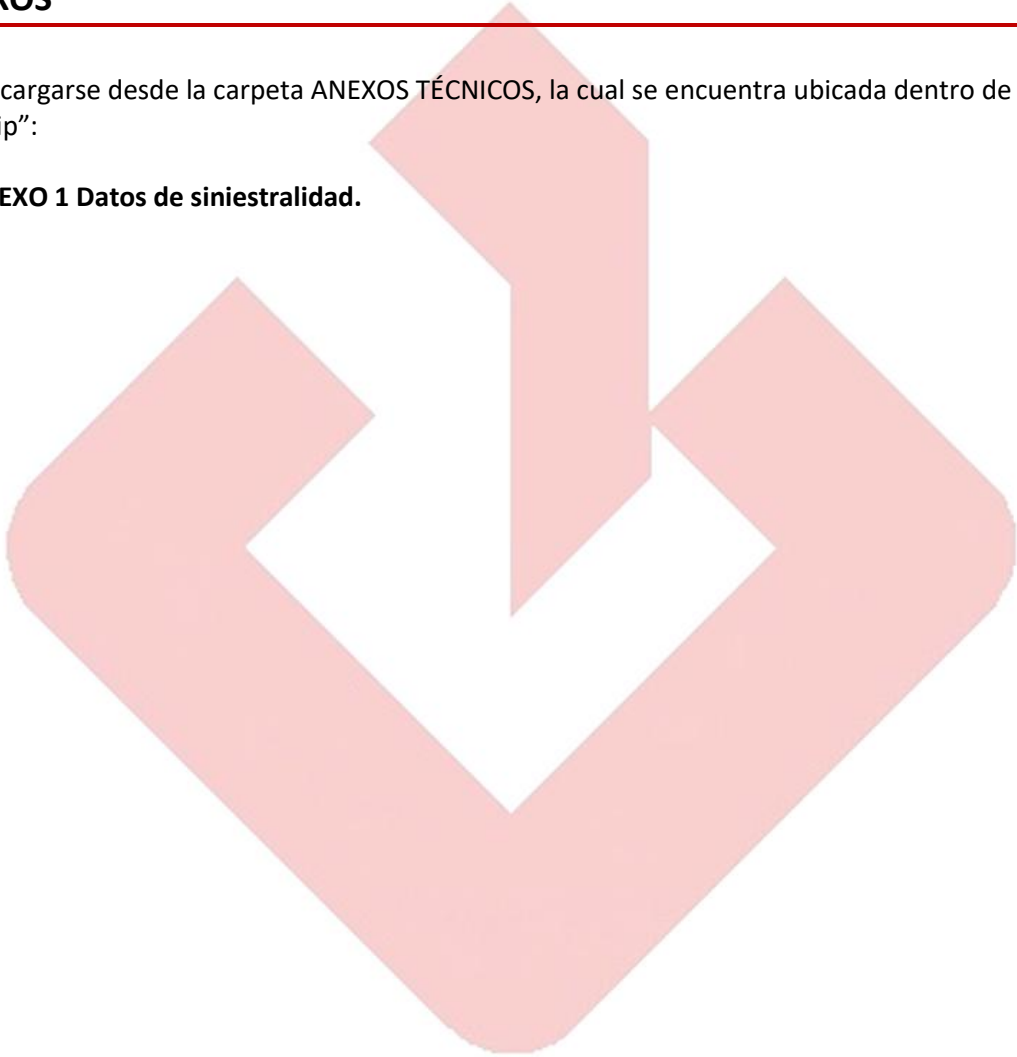 XOS
cargarse desde la carpeta ANEXOS TÉCNICOS, la cual se encuentra ubicada dentro de
ip”:
EXO 1 Datos de siniestralidad.